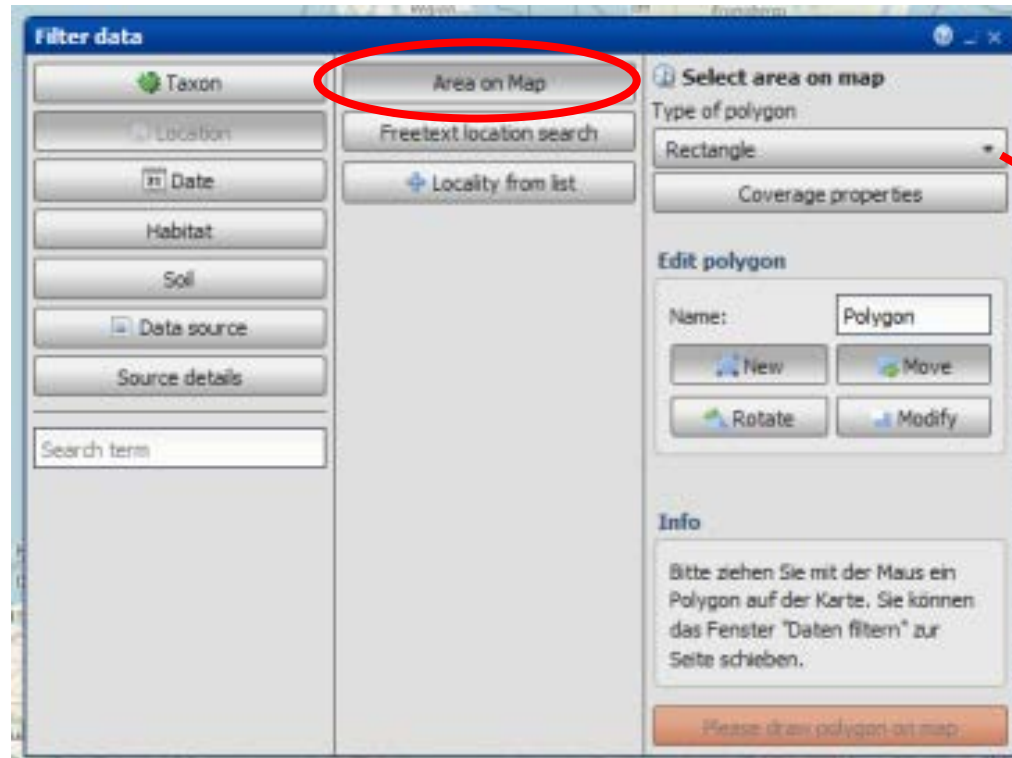 Filter data
Taxon
Location
31 Date
Habitat
Soil
Data source
Source details
Search term
Area on Map
Freetext location search
Locality from list
Select area on map
Type of polygon
Rectangle
Coverage properties
Edit polygon
Name: Polygon
New Move
Rotate Modify
Info
Bitte ziehen Sie mit der Maus ein
Polygon auf der Karte. Sie können
das Fenster "Daten filtern" zur
Seite schieben.
Please draw polygon on map